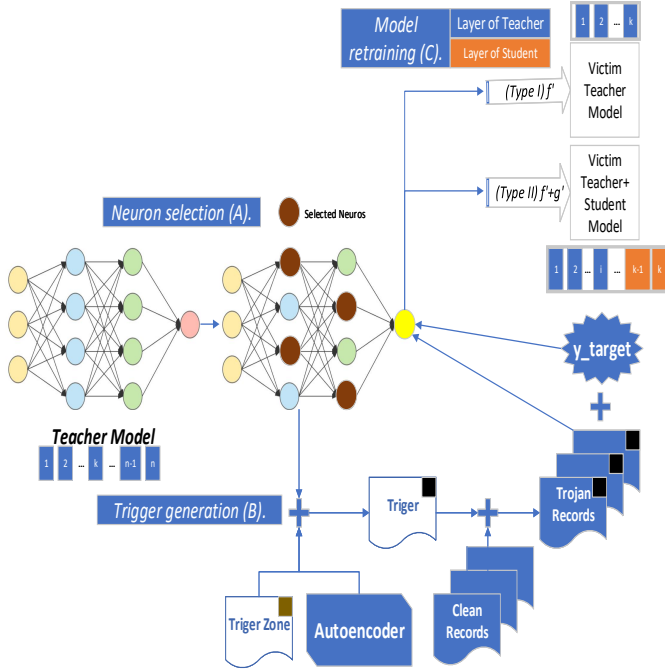 Model
retraining (C).
Layer of Teacher
Layer of Student
1 2 ... k
(Type I) f'
Victim
Teacher
Model
(Type II) f'+g'
Victim
Teacher+
Student
Model
1 2 ... i ... k-1 k
Neuron selection (A).
Selected Neuros
y_target
Teacher Model
1 2 ... k ... n-1 n
Trigger generation (B).
Triger
Trojan
Records
Triger Zone
Autoencoder
Clean
Records